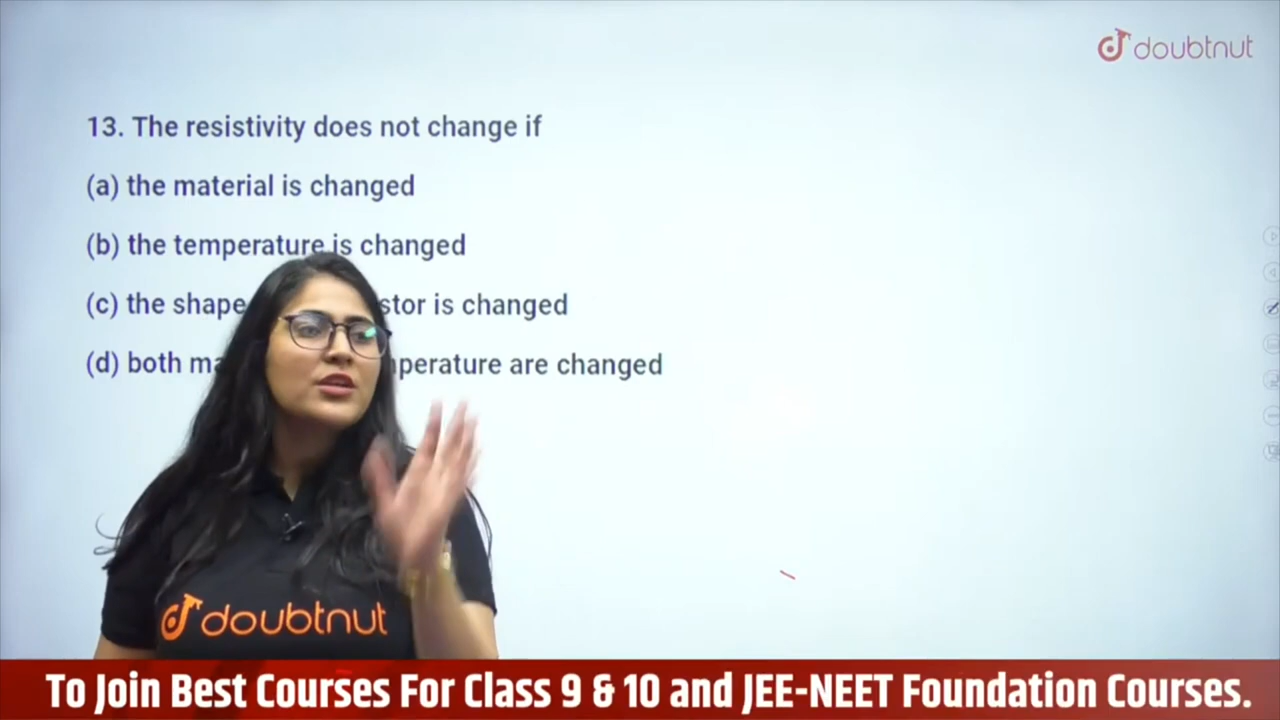 doubtnut
13. The resistivity does not change if
(a) the material is changed
(b) the temperature is changed
(c) the shape stor is changed
(d) both ma perature are changed
doubtnut
To Join Best Courses For Class 9 & 10 and JEE-NEET Foundation Courses.